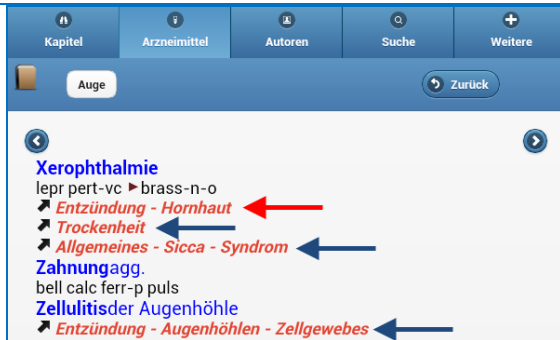 Kapitel Arzneimittel Autoren Suche Weitere
Auge Zurück
Xerophthalmie
lepr pert-vc ►brass-n-o
Entzündung - Hornhaut
Trockenheit
Allgemeines - Sicca - Syndrom
Zahnungagg.
bell calc ferr-p puls
Zellulitisder Augenhöhle
Entzündung - Augenhöhlen - Zellgewebes